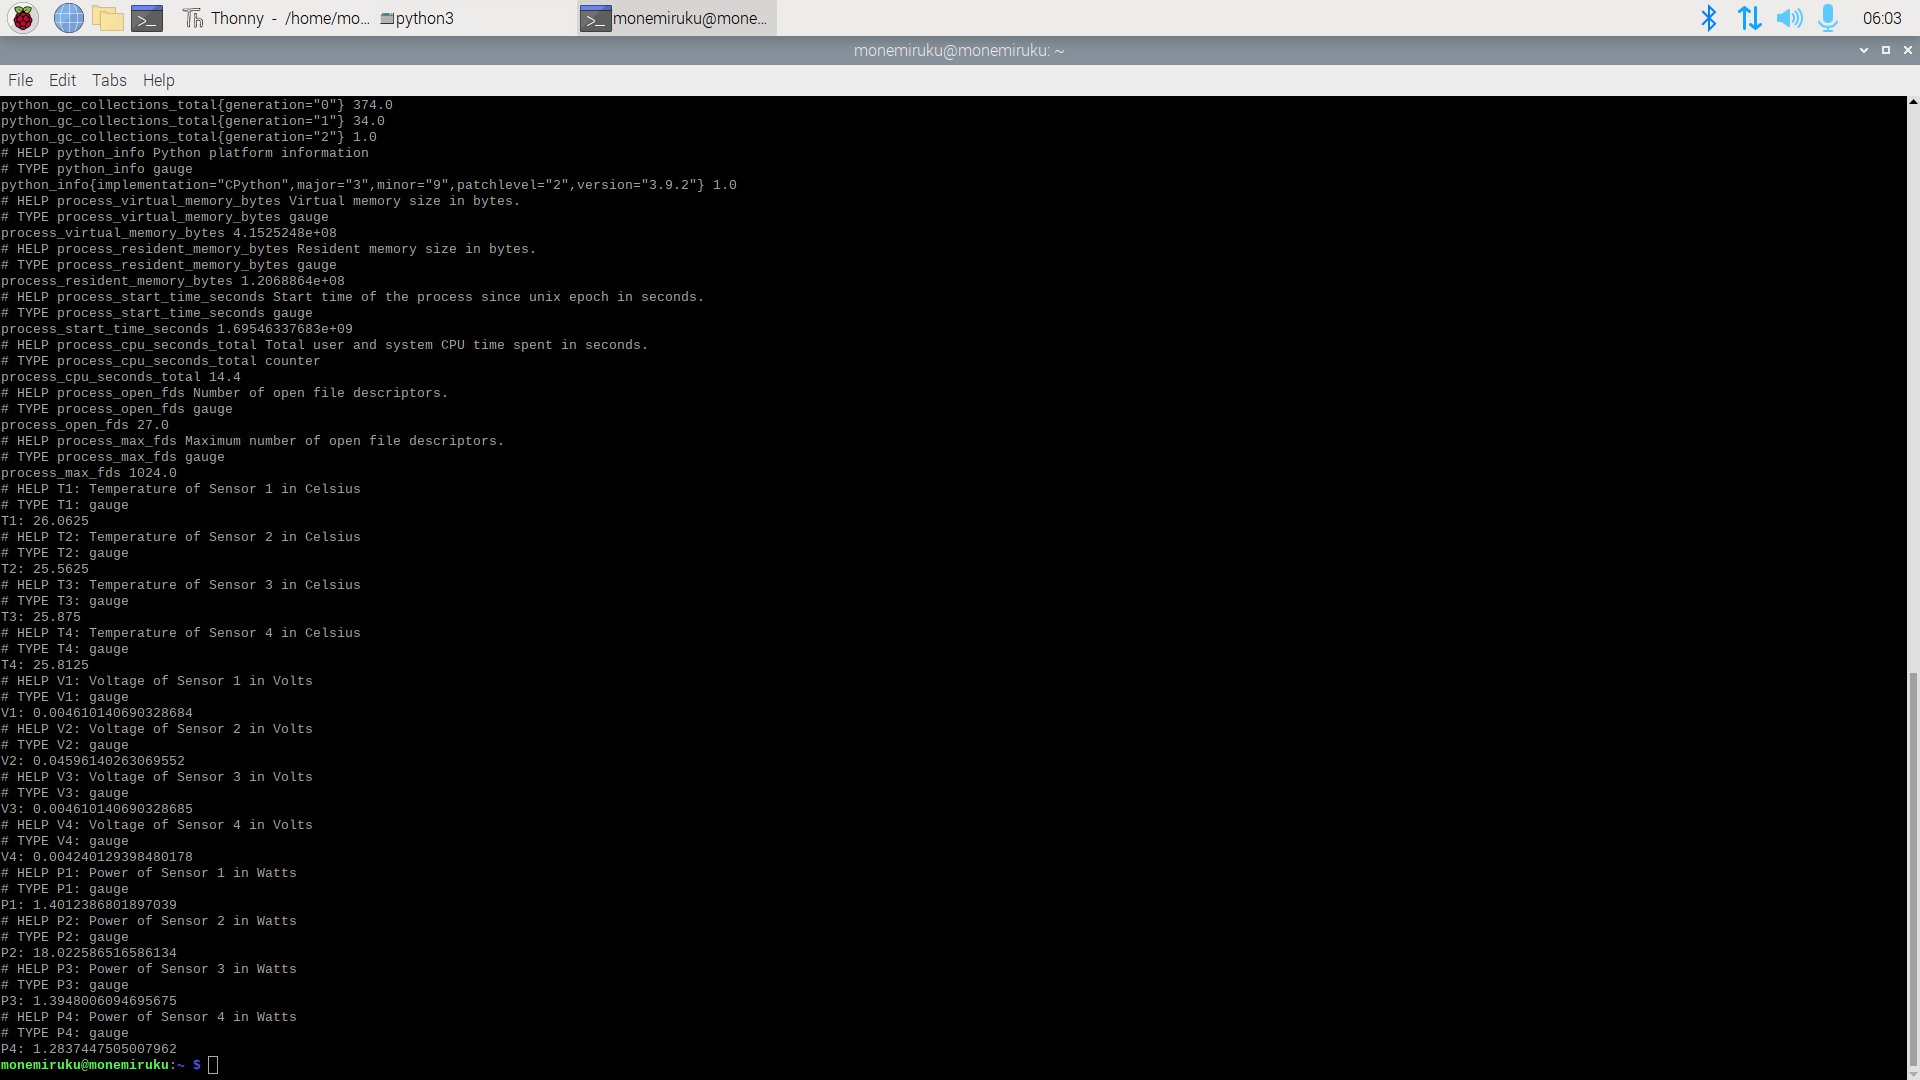 Thonny - /home/mo...
python3
monemiruku@mone...
06:03
monemiruku@monemiruku: ~
File Edit Tabs Help
python_gc_collections_total{generation="0"} 374.0
python_gc_collections_total{generation="1"} 34.0
python_gc_collections_total{generation="2"} 1.0
# HELP python_info Python platform information
# TYPE python_info gauge
python_info{implementation="CPython",major="3",minor="9",patchlevel="2",version="3.9.2"} 1.0
# HELP process_virtual_memory_bytes Virtual memory size in bytes.
# TYPE process_virtual_memory_bytes gauge
process_virtual_memory_bytes 4.1525248e+08
# HELP process_resident_memory_bytes Resident memory size in bytes.
# TYPE process_resident_memory_bytes gauge
process_resident_memory_bytes 1.2068864e+08
# HELP process_start_time_seconds Start time of the process since unix epoch in seconds.
# TYPE process_start_time_seconds gauge
process_start_time_seconds 1.69546337683e+09
# HELP process_cpu_seconds_total Total user and system CPU time spent in seconds.
# TYPE process_cpu_seconds_total counter
process_cpu_seconds_total 14.4
# HELP process_open_fds Number of open file descriptors.
# TYPE process_open_fds gauge
process_open_fds 27.0
# HELP process_max_fds Maximum number of open file descriptors.
# TYPE process_max_fds gauge
process_max_fds 1024.0
# HELP T1: Temperature of Sensor 1 in Celsius
# TYPE T1: gauge
T1: 26.0625
# HELP T2: Temperature of Sensor 2 in Celsius
# TYPE T2: gauge
T2: 25.5625
# HELP T3: Temperature of Sensor 3 in Celsius
# TYPE T3: gauge
T3: 25.875
# HELP T4: Temperature of Sensor 4 in Celsius
# TYPE T4: gauge
T4: 25.8125
# HELP V1: Voltage of Sensor 1 in Volts
# TYPE V1: gauge
V1: 0.004610140690328684
# HELP V2: Voltage of Sensor 2 in Volts
# TYPE V2: gauge
V2: 0.04596140263069552
# HELP V3: Voltage of Sensor 3 in Volts
# TYPE V3: gauge
V3: 0.004610140690328685
# HELP V4: Voltage of Sensor 4 in Volts
# TYPE V4: gauge
V4: 0.004240129398480178
# HELP P1: Power of Sensor 1 in Watts
# TYPE P1: gauge
P1: 1.4012386801897039
# HELP P2: Power of Sensor 2 in Watts
# TYPE P2: gauge
P2: 18.022586516586134
# HELP P3: Power of Sensor 3 in Watts
# TYPE P3: gauge
P3: 1.3948006094695675
# HELP P4: Power of Sensor 4 in Watts
# TYPE P4: gauge
P4: 1.2837447505007962
monemiruku@monemiruku:~ $